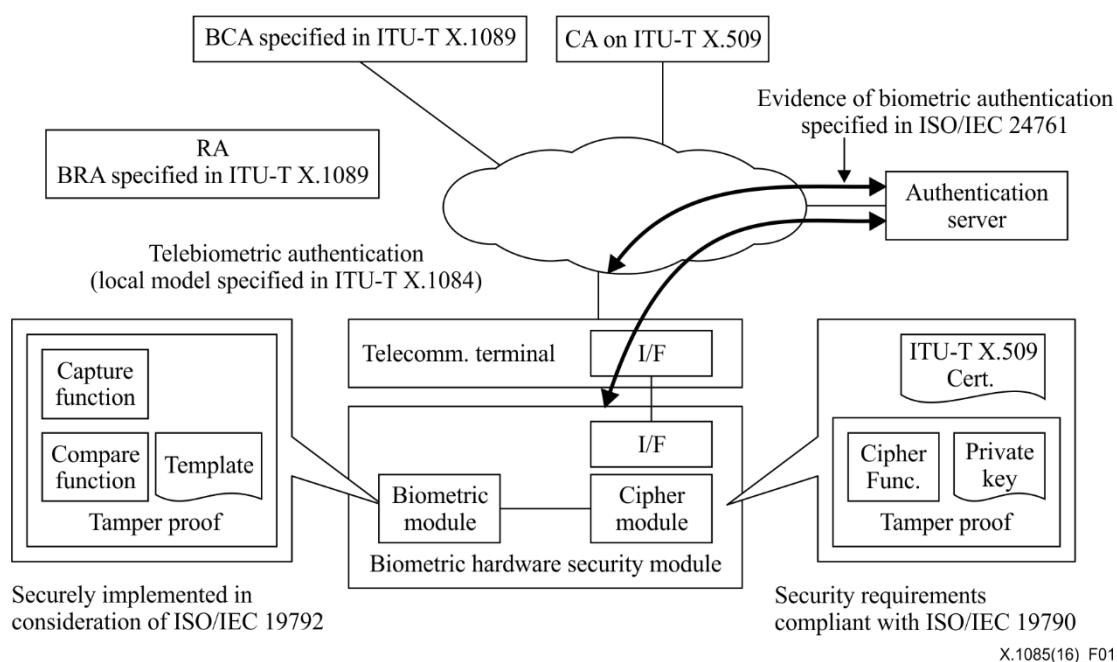 BCA specified in ITU-T X.1089
CA on ITU-T X.509
Evidence of biometric authentication
specified in ISO/IEC 24761
RA
BRA specified in ITU-T X.1089
Authentication
server
Telebiometric authentication
(local model specified in ITU-T X.1084)
Capture
function
Compare
function
Template
Tamper proof
Telecomm. terminal
I/F
I/F
Biometric
module
Cipher
module
Biometric hardware security module
ITU-T X.509
Cert.
Cipher
Func.
Private
key
Tamper proof
Securely implemented in
consideration of ISO/IEC 19792
Security requirements
compliant with ISO/IEC 19790
X.1085(16)_F01